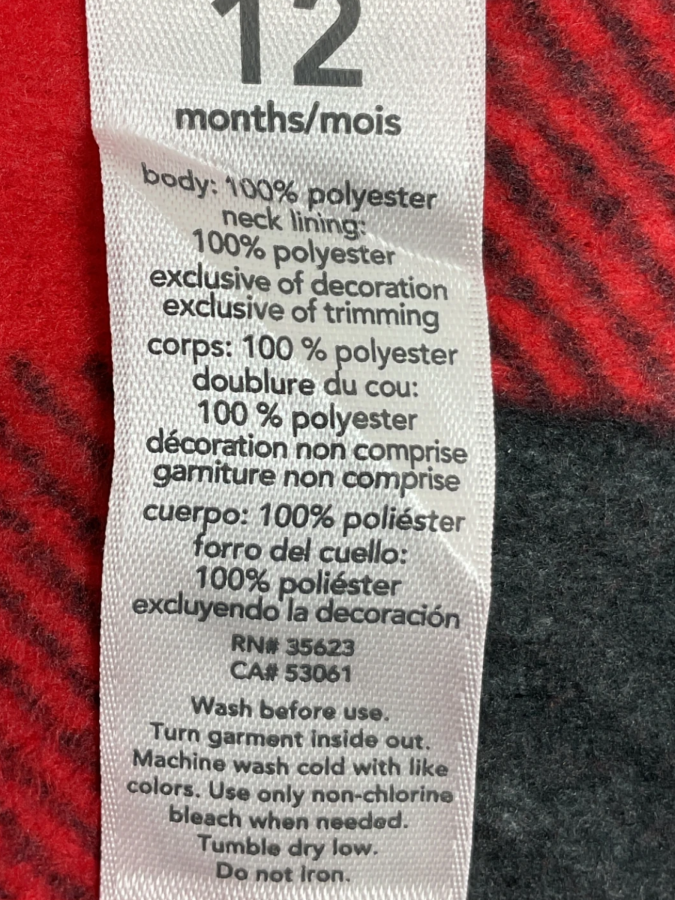 12
months/mois
body: 100% polyester
neck lining:
100% polyester
exclusive of decoration
exclusive of trimming
corps: 100 % polyester
doublure du cou:
100 % polyester
décoration non comprise
garniture non comprise
cuerpo: 100% poliéster
forro del cuello:
100% poliéster
excluyendo la decoración
RN# 35623
CA# 53061
Wash before use.
Turn garment inside out.
Machine wash cold with like
colors. Use only non-chlorine
bleach when needed.
Tumble dry low.
Do not iron.